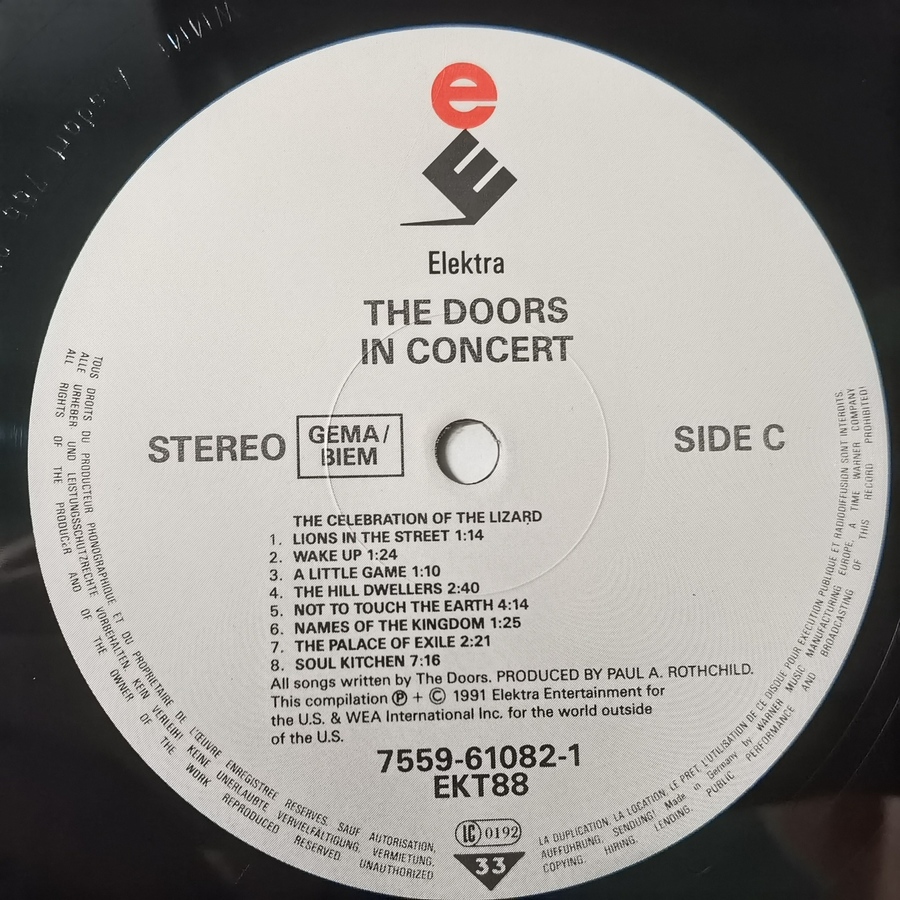 e
E
Elektra
THE DOORS
IN CONCERT
STEREO
GEMA/
BIEM
SIDE C
THE CELEBRATION OF THE LIZARD
1. LIONS IN THE STREET 1:14
2. WAKE UP 1:24
3. A LITTLE GAME 1:10
4. THE HILL DWELLERS 2:40
5. NOT TO TOUCH THE EARTH 4:14
6. NAMES OF THE KINGDOM 1:25
7. THE PALACE OF EXILE 2:21
8. SOUL KITCHEN 7:16
All songs written by The Doors. PRODUCED BY PAUL A. ROTHCHILD.
This compilation Ⓟ + © 1991 Elektra Entertainment for
the U.S. & WEA International Inc. for the world outside
of the U.S.
7559-61082-1
EKT88
LC 0192
33
TOUS DROITS DU PRODUCTEUR PHONOGRAPHIQUE ET DU PROPRIETAIRE DE L'ŒUVRE ENREGISTREE RESERVES. SAUF AUTORISATION,
LA DUPLICATION, LA LOCATION, LE PRET, L'UTILISATION DE CE DISQUE POUR EXECUTION PUBLIQUE ET RADIODIFFUSION SONT INTERDITS
ALLE URHEBER UND LEISTUNGSSCHUTZRECHTE VORBEHALTEN. KEIN VERLEIH! KEINE UNERLAUBTE VERVIELFÄLTIGUNG, VERMIETUNG,
AUFFÜHRUNG, SENDUNG! Made in Germany by WARNER MUSIC MANUFACTURING EUROPE, A TIME WARNER COMPANY
ALL RIGHTS OF THE PRODUCER AND OF THE OWNER OF THE WORK REPRODUCED RESERVED UNAUTHORIZED
COPYING, HIRING, LENDING, PUBLIC PERFORMANCE AND BROADCASTING OF THIS RECORD PROHIBITED!